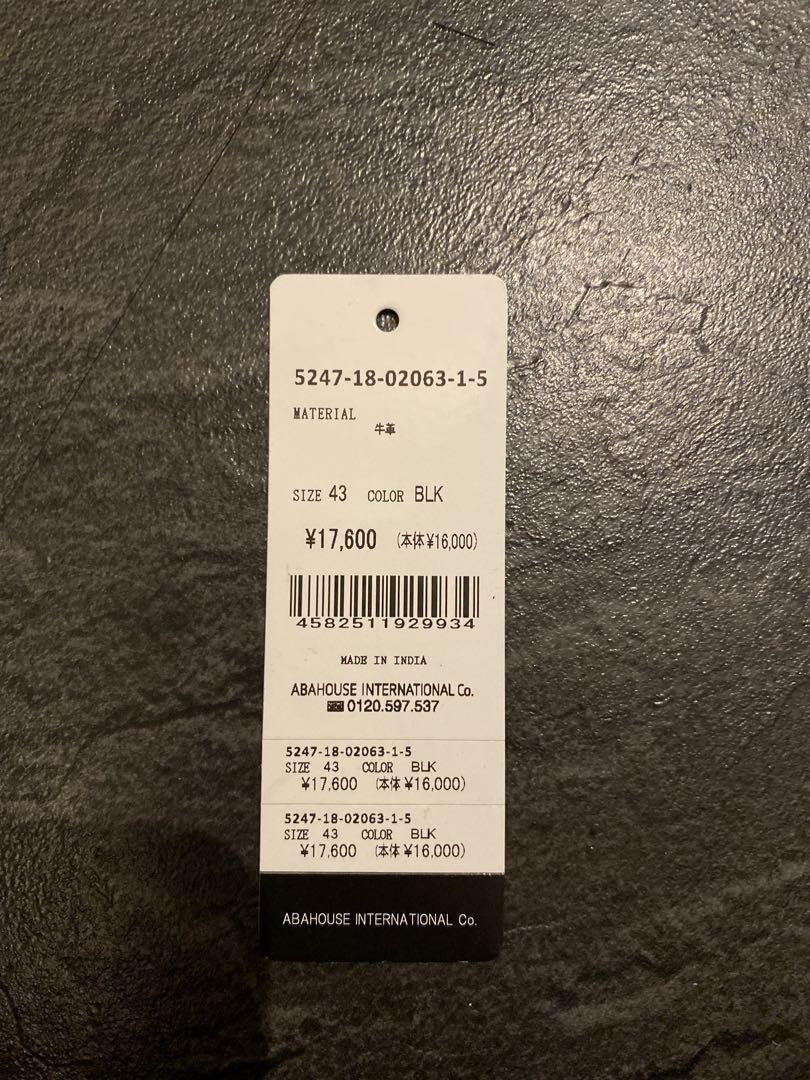 5247-18-02063-1-5
MATERIAL
牛革
SIZE 43 COLOR BLK
¥17,600 (本体¥16,000)
4582511929934
MADE IN INDIA
ABAHOUSE INTERNATIONAL Co.
0120.597.537
5247-18-02063-1-5
SIZE 43 COLOR BLK
¥17,600 (本体¥16,000)
5247-18-02063-1-5
SIZE 43 COLOR BLK
¥17,600 (本体¥16,000)
ABAHOUSE INTERNATIONAL Co.